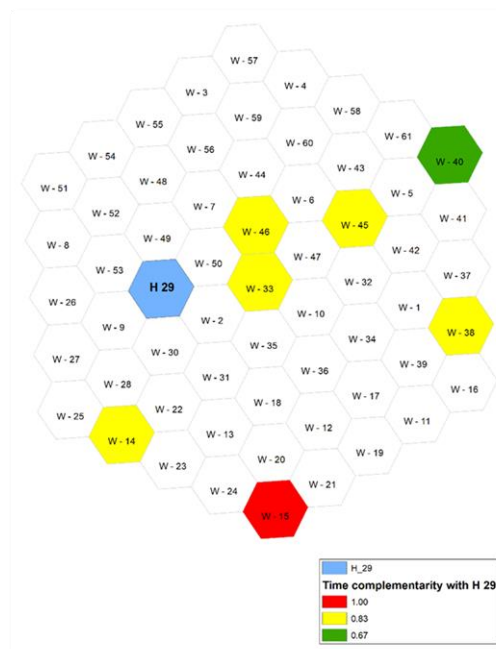 W - 57
W - 3
W - 4
W - 55
W - 59
W - 58
W - 54
W - 56
W - 60
W - 61
W - 51
W - 48
W - 44
W - 43
W - 40
W - 52
W - 7
W - 6
W - 5
W - 8
W - 49
W - 46
W - 45
W - 41
W - 53
W - 50
W - 47
W - 42
W - 26
H 29
W - 33
W - 32
W - 37
W - 9
W - 2
W - 10
W - 1
W - 27
W - 30
W - 35
W - 34
W - 38
W - 28
W - 31
W - 36
W - 39
W - 25
W - 22
W - 18
W - 17
W - 16
W - 14
W - 13
W - 12
W - 11
W - 23
W - 20
W - 19
W - 24
W - 21
W - 15
H_29
Time complementarity with H 29
1.00
0.83
0.67